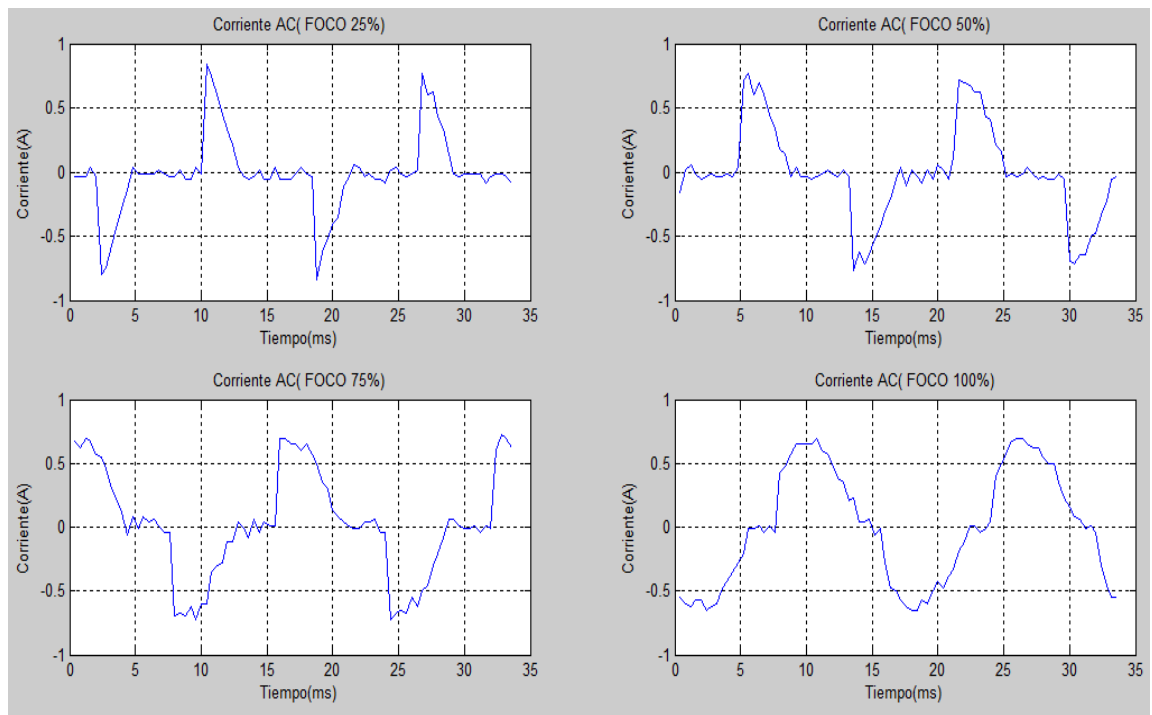 Corriente AC( FOCO 25%)
1
0.5
0
-0.5
-1
Corriente(A)
0 5 10 15 20 25 30 35
Tiempo(ms)
Corriente AC( FOCO 50%)
1
0.5
0
-0.5
-1
Corriente(A)
0 5 10 15 20 25 30 35
Tiempo(ms)
Corriente AC( FOCO 75%)
1
0.5
0
-0.5
-1
Corriente(A)
0 5 10 15 20 25 30 35
Tiempo(ms)
Corriente AC( FOCO 100%)
1
0.5
0
-0.5
-1
Corriente(A)
0 5 10 15 20 25 30 35
Tiempo(ms)